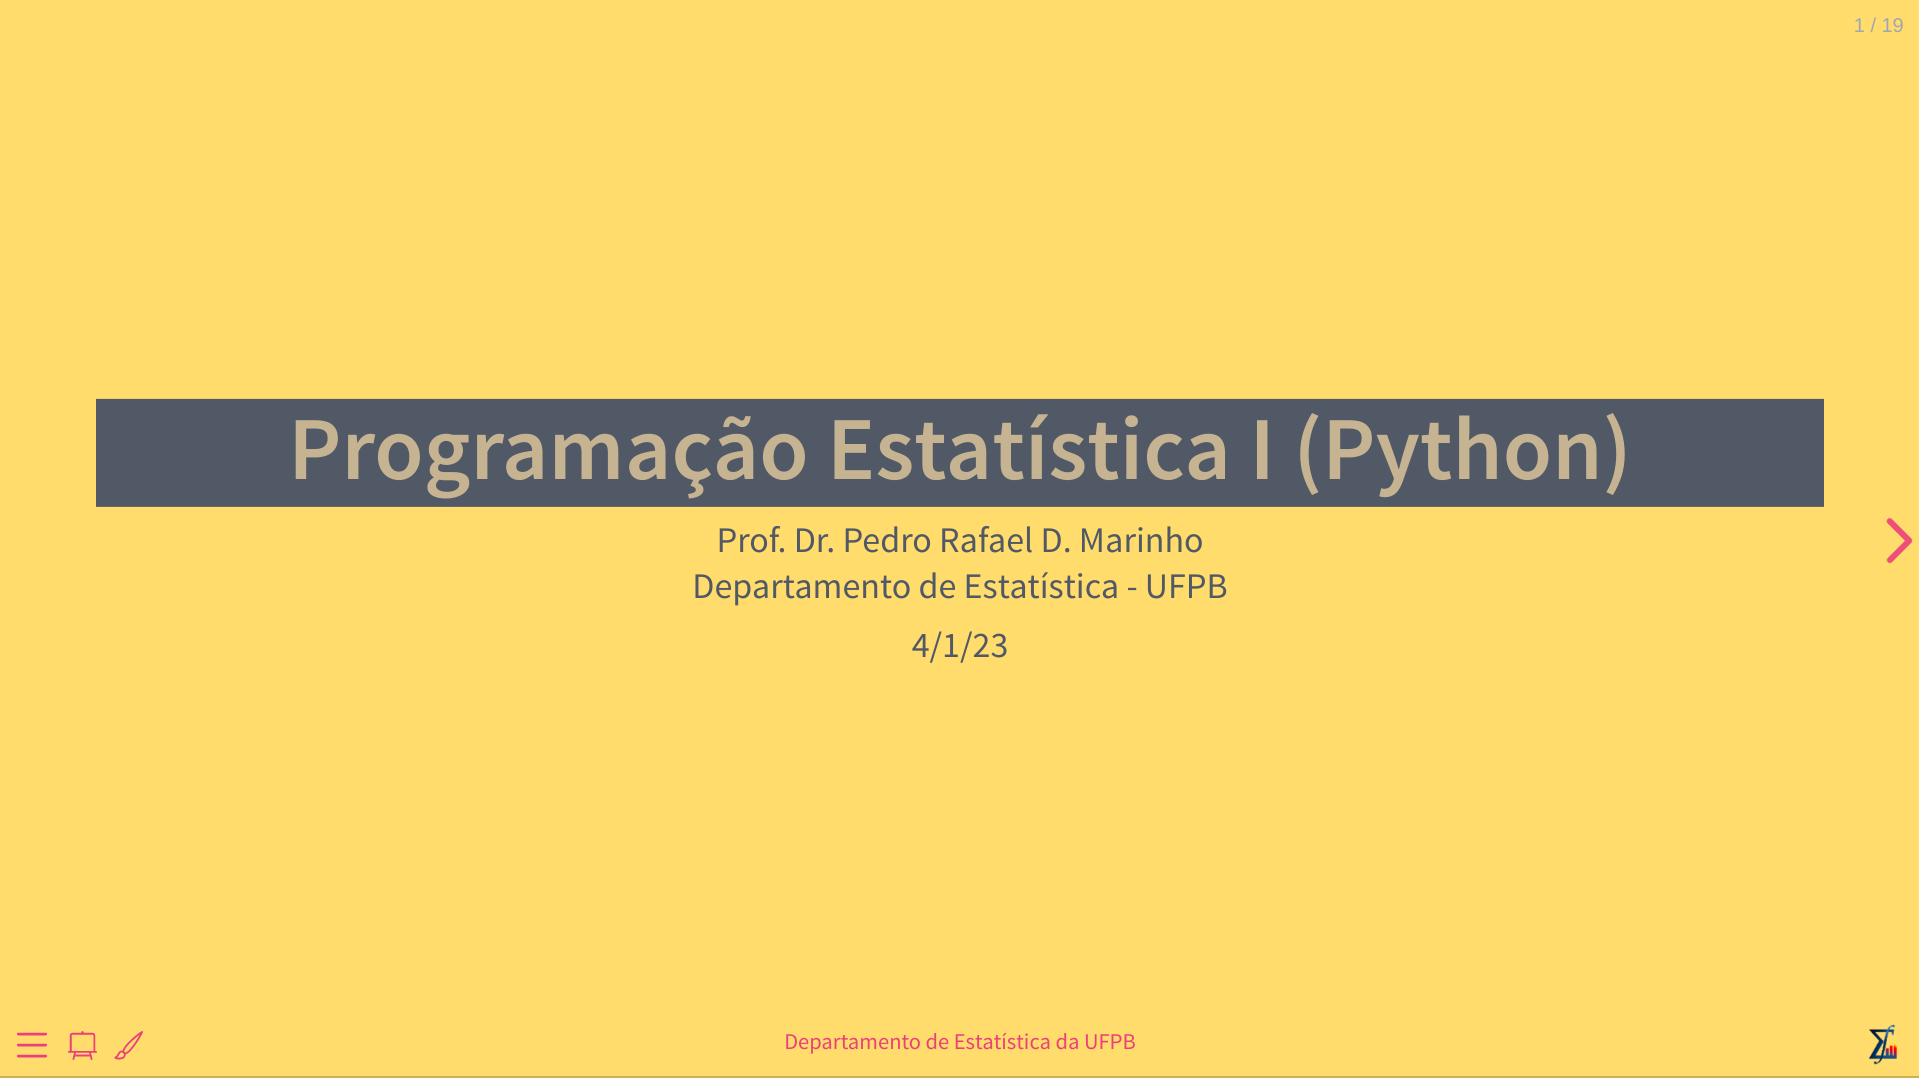 1 / 19
Programação Estatística I (Python)
Prof. Dr. Pedro Rafael D. Marinho
Departamento de Estatística - UFPB
4/1/23
Departamento de Estatística da UFPB